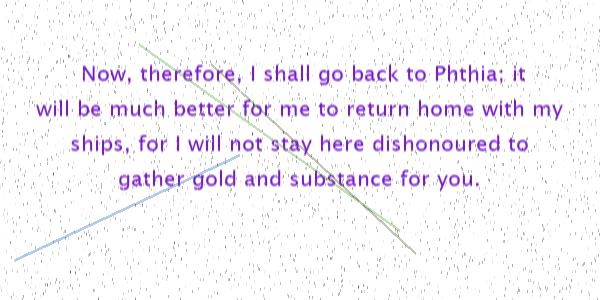 Now, therefore, I shall go back to Phthia; it
will be much better for me to return home with my
ships, for I will not stay here dishonoured to
gather gold and substance for you.